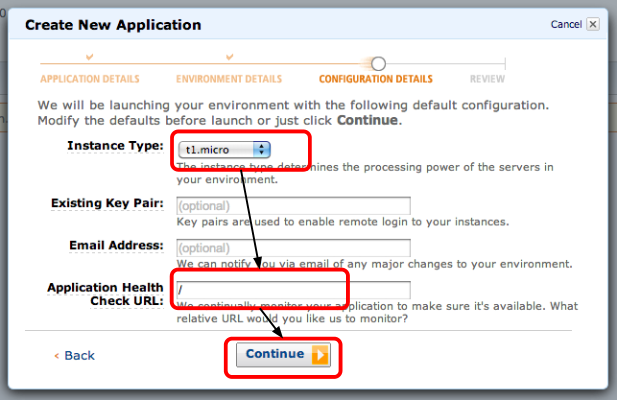 Create New Application
Cancel
APPLICATION DETAILS ENVIRONMENT DETAILS CONFIGURATION DETAILS REVIEW
We will be launching your environment with the following default configuration.
Modify the defaults before launch or just click Continue.
Instance Type: t1.micro
The instance type determines the processing power of the servers in
your environment.
Existing Key Pair: (optional)
Key pairs are used to enable remote login to your instances.
Email Address: (optional)
We can notify you via email of any major changes to your environment.
Application Health
Check URL: /
We continually monitor your application to make sure it's available. What
relative URL would you like us to monitor?
‹ Back
Continue